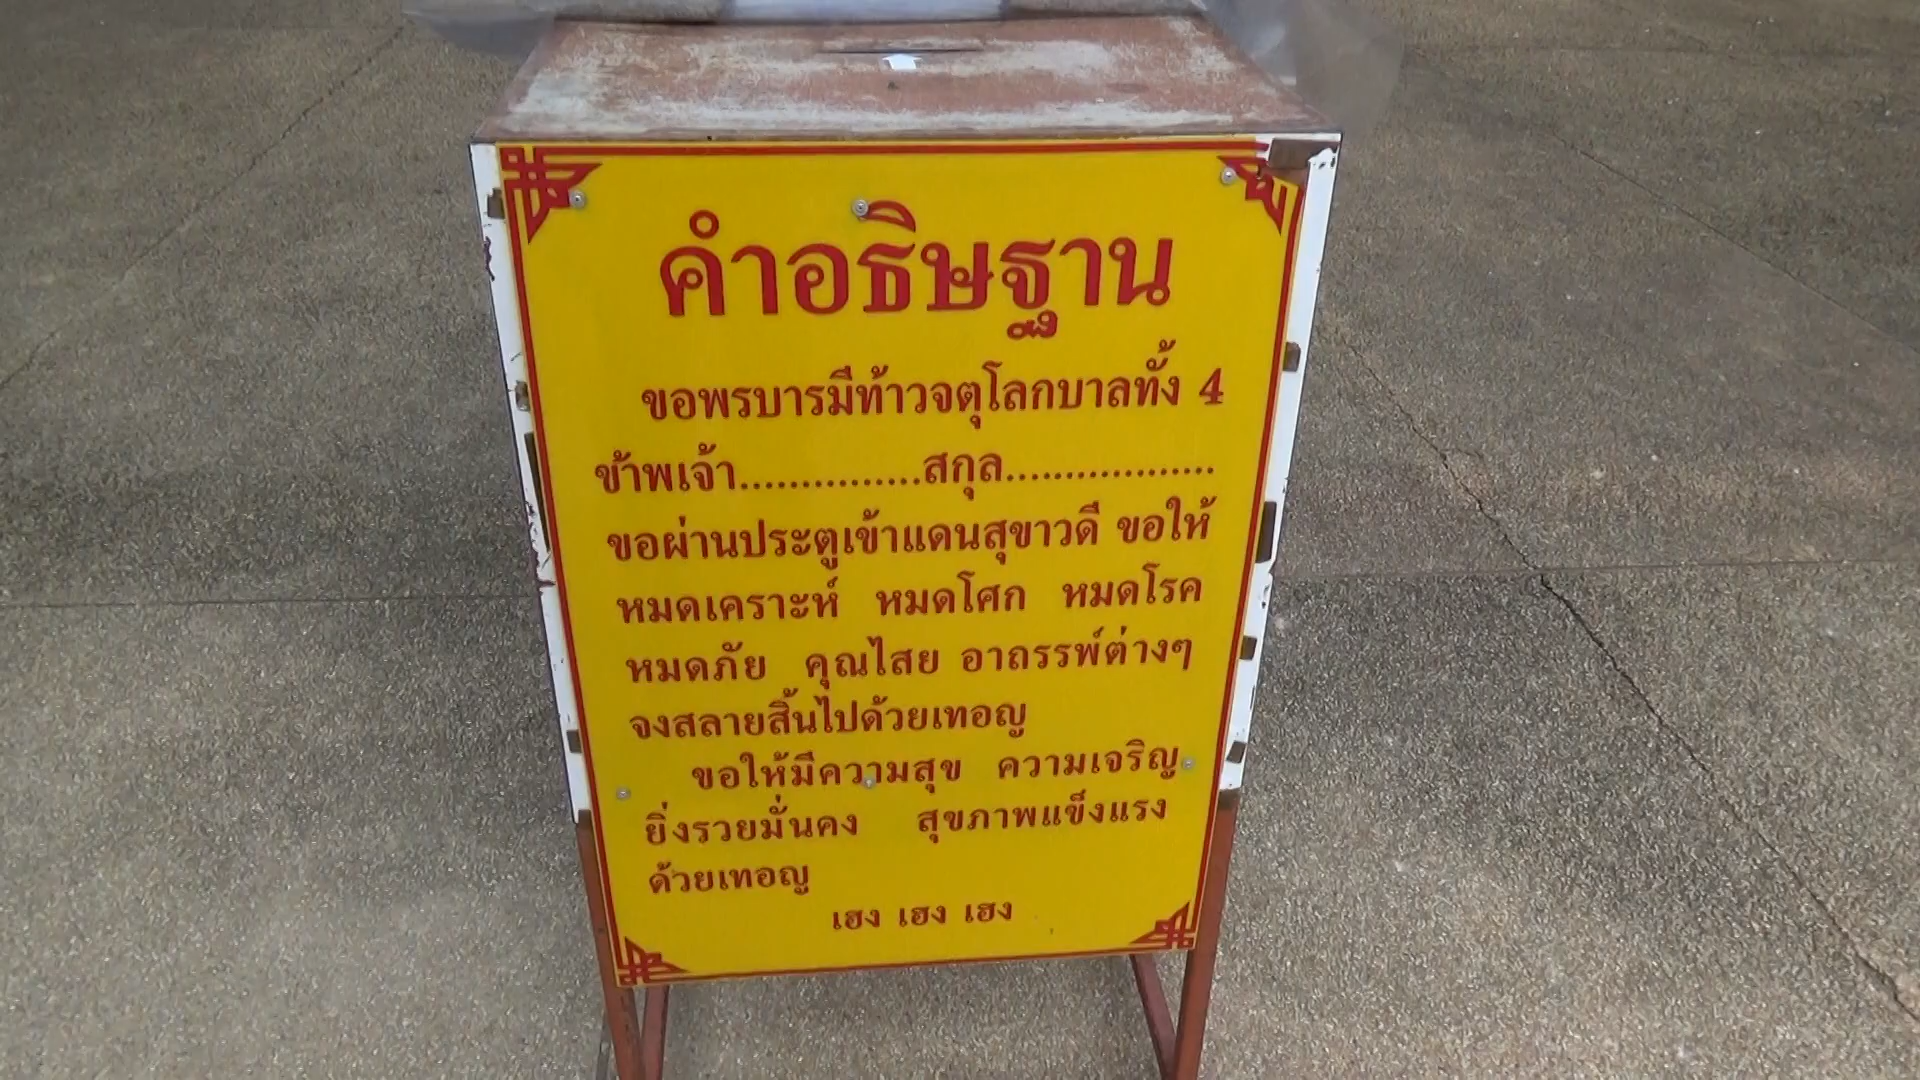 คำอธิษฐาน
ขอพรบารมีท้าวจตุโลกบาลทั้ง 4
ข้าพเจ้า...............สกุล..................
ขอผ่านประตูเข้าแดนสุขาวดี ขอให้
หมดเคราะห์ หมดโศก หมดโรค
หมดภัย คุณไสย อาถรรพ์ต่างๆ
จงสลายสิ้นไปด้วยเทอญ
ขอให้มีความสุข ความเจริญ
ยิ่งรวยมั่นคง สุขภาพแข็งแรง
ด้วยเทอญ
เฮง เฮง เฮง